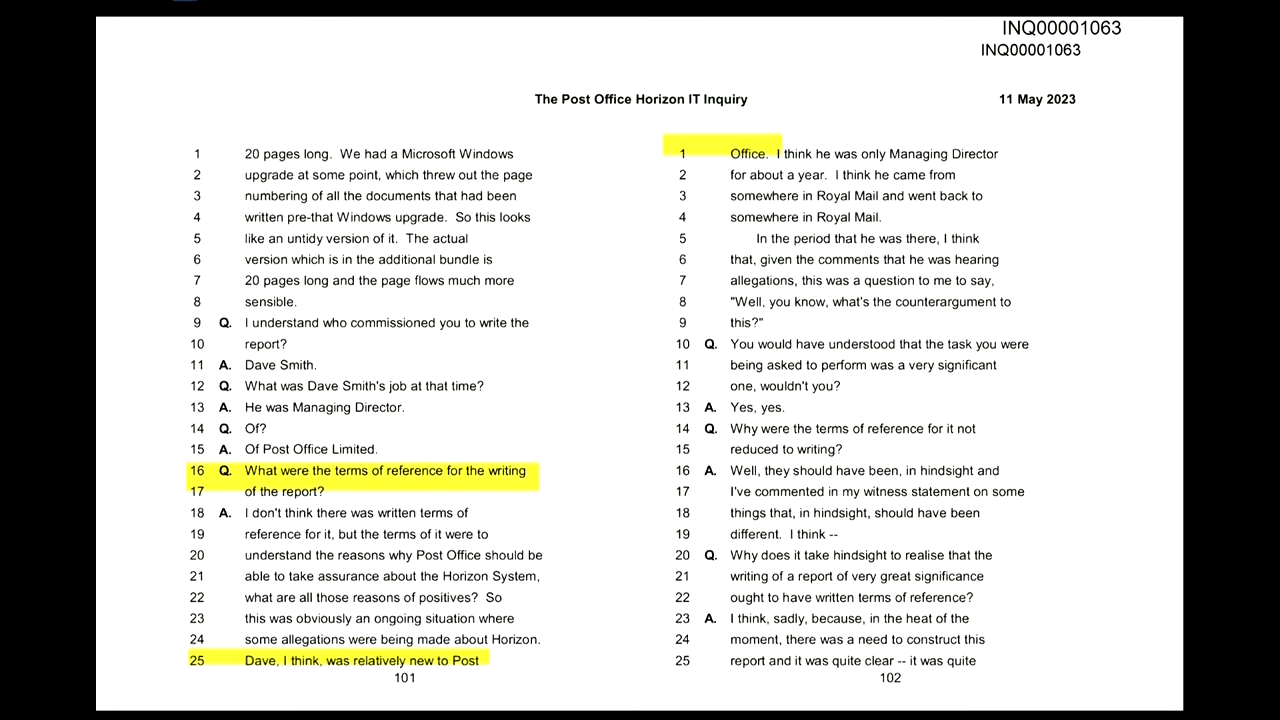 INQ00001063
INQ00001063
The Post Office Horizon IT Inquiry 11 May 2023
1 20 pages long. We had a Microsoft Windows
2 upgrade at some point, which threw out the page
3 numbering of all the documents that had been
4 written pre-that Windows upgrade. So this looks
5 like an untidy version of it. The actual
6 version which is in the additional bundle is
7 20 pages long and the page flows much more
8 sensible.
9 Q. I understand who commissioned you to write the
10 report?
11 A. Dave Smith.
12 Q. What was Dave Smith's job at that time?
13 A. He was Managing Director.
14 Q. Of?
15 A. Of Post Office Limited.
16 Q. What were the terms of reference for the writing
17 of the report?
18 A. I don't think there was written terms of
19 reference for it, but the terms of it were to
20 understand the reasons why Post Office should be
21 able to take assurance about the Horizon System,
22 what are all those reasons of positives? So
23 this was obviously an ongoing situation where
24 some allegations were being made about Horizon.
25 Dave, I think, was relatively new to Post
101
1 Office. I think he was only Managing Director
2 for about a year. I think he came from
3 somewhere in Royal Mail and went back to
4 somewhere in Royal Mail.
5 In the period that he was there, I think
6 that, given the comments that he was hearing
7 allegations, this was a question to me to say,
8 "Well, you know, what's the counterargument to
9 this?"
10 Q. You would have understood that the task you were
11 being asked to perform was a very significant
12 one, wouldn't you?
13 A. Yes, yes.
14 Q. Why were the terms of reference for it not
15 reduced to writing?
16 A. Well, they should have been, in hindsight and
17 I've commented in my witness statement on some
18 things that, in hindsight, should have been
19 different. I think --
20 Q. Why does it take hindsight to realise that the
21 writing of a report of very great significance
22 ought to have written terms of reference?
23 A. I think, sadly, because, in the heat of the
24 moment, there was a need to construct this
25 report and it was quite clear -- it was quite
102